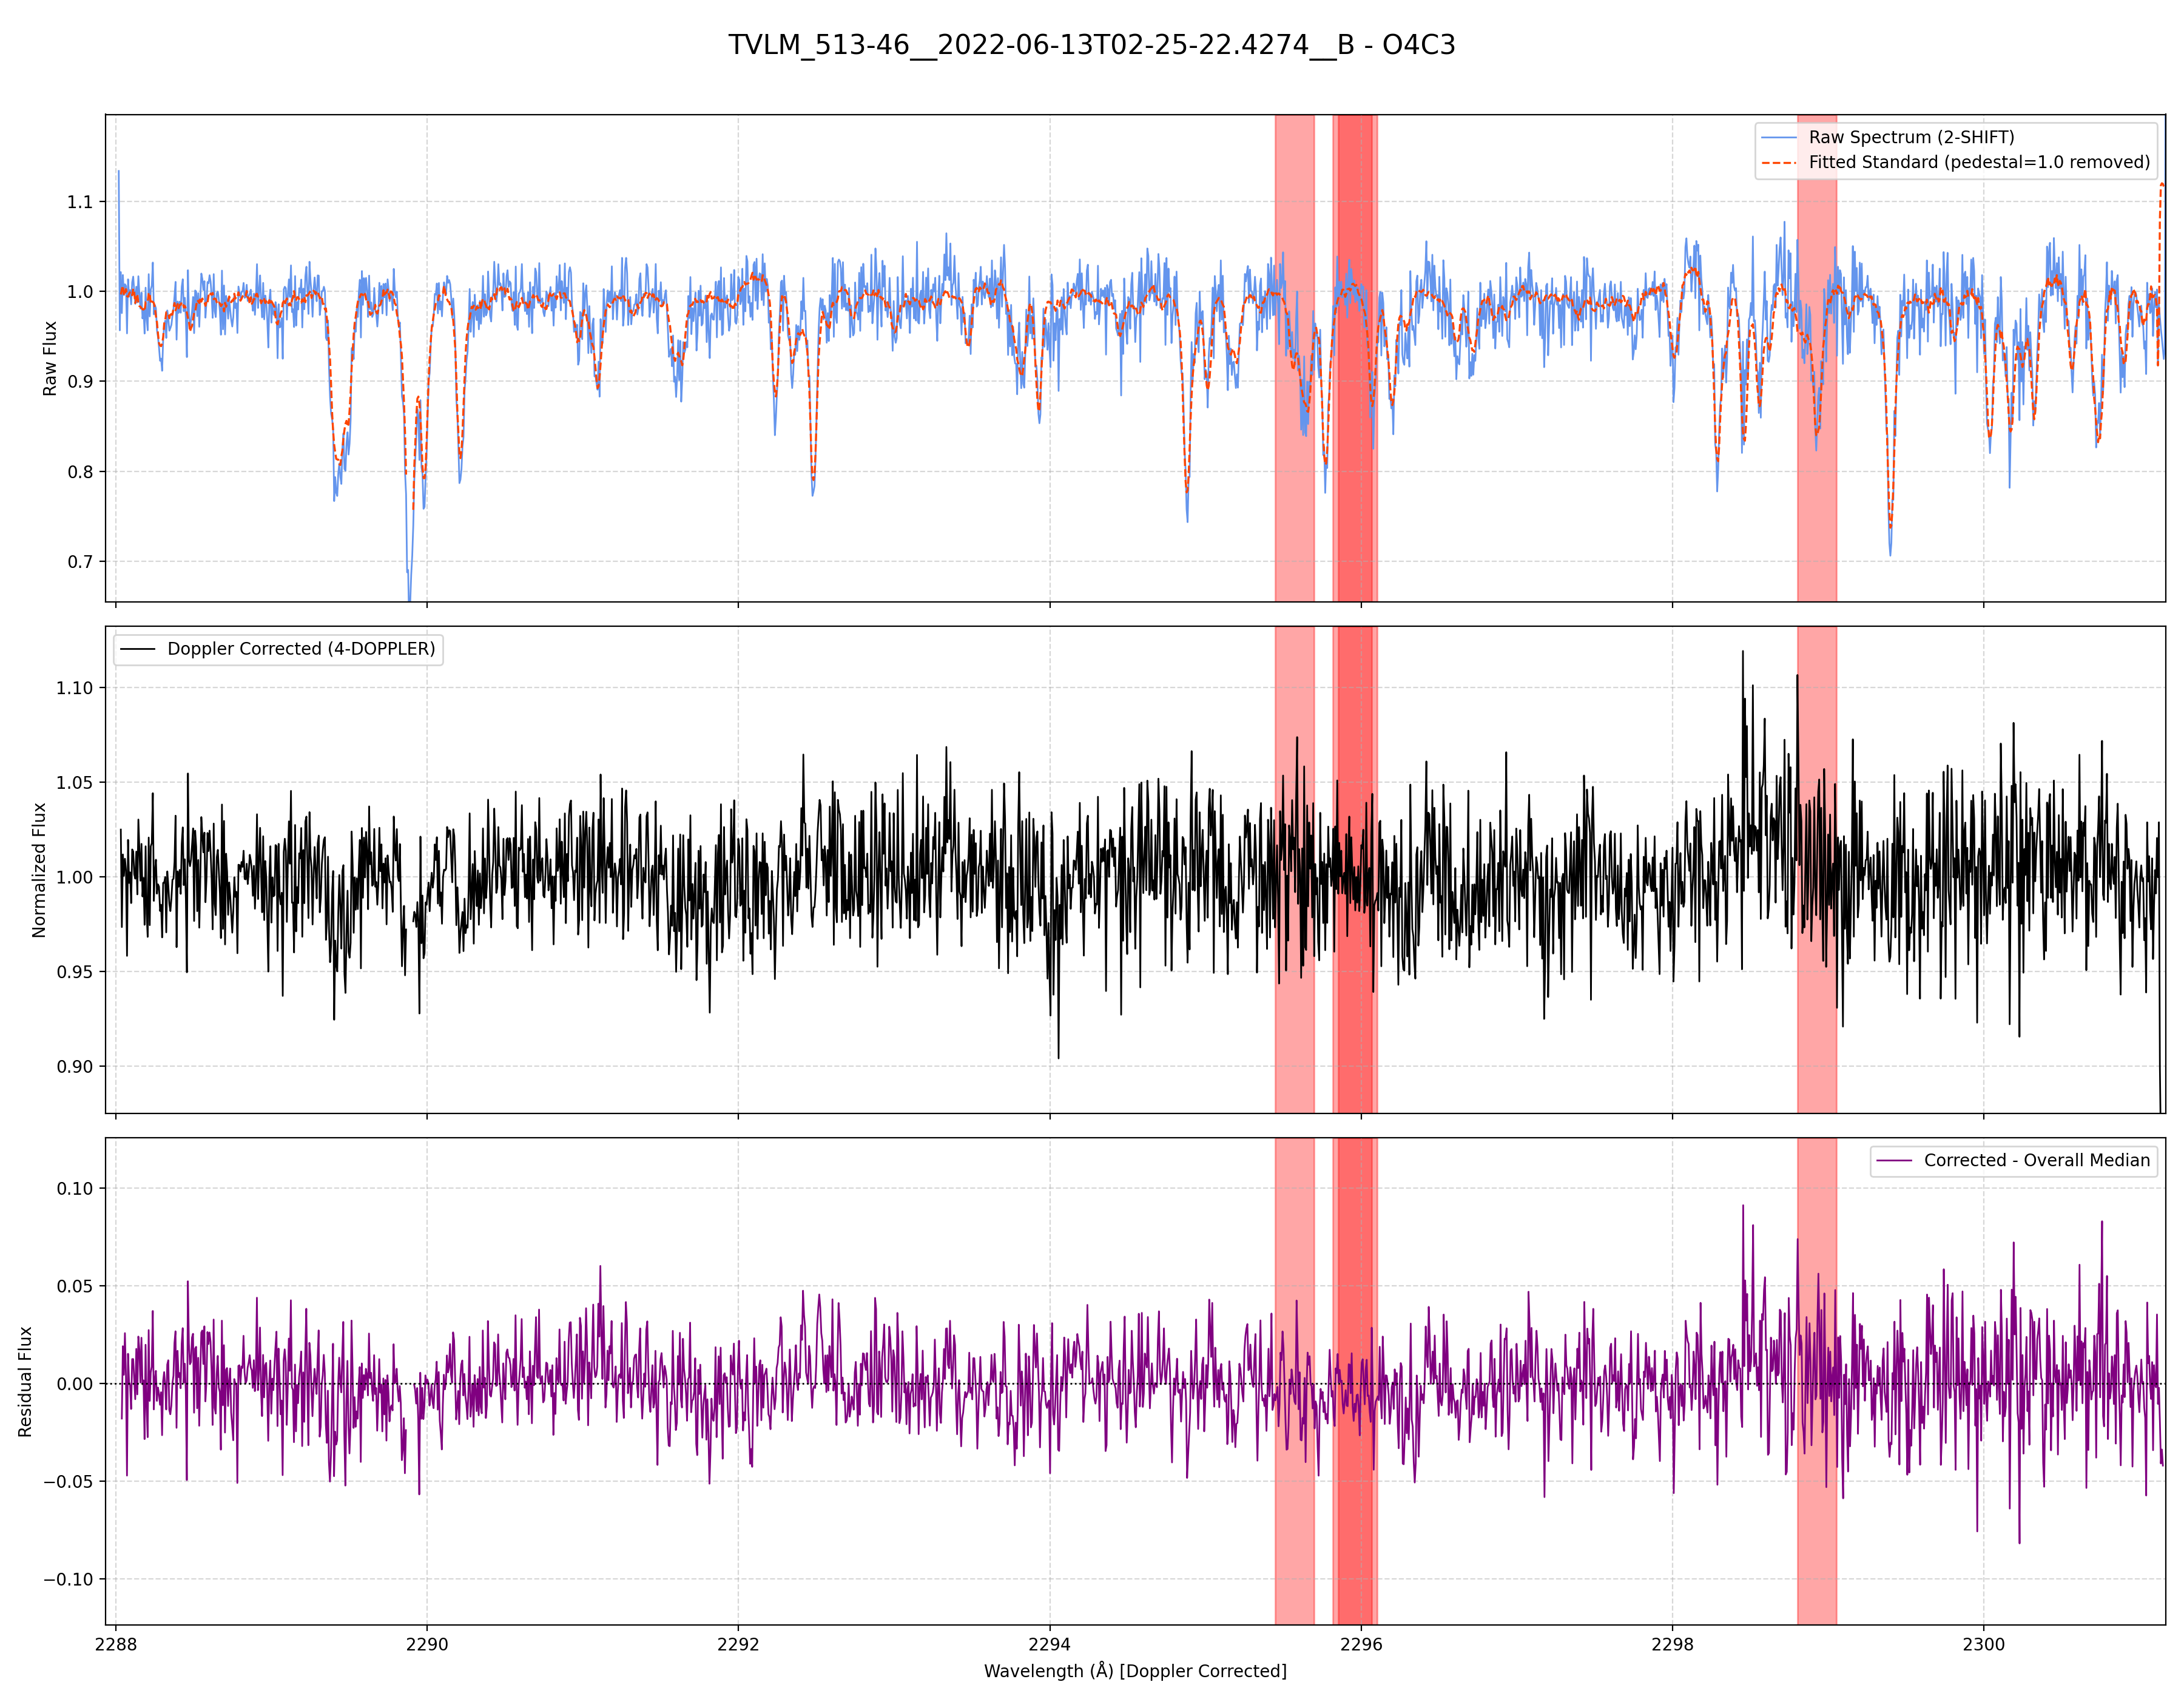 TVLM_513-46__2022-06-13T02-25-22.4274__B - O4C3
Raw Spectrum (2-SHIFT)
Fitted Standard (pedestal=1.0 removed)
Raw Flux
1.1
1.0
0.9
0.8
0.7
Doppler Corrected (4-DOPPLER)
Normalized Flux
1.10
1.05
1.00
0.95
0.90
Corrected - Overall Median
Residual Flux
0.10
0.05
0.00
−0.05
−0.10
2288 2290 2292 2294 2296 2298 2300
Wavelength (Å) [Doppler Corrected]